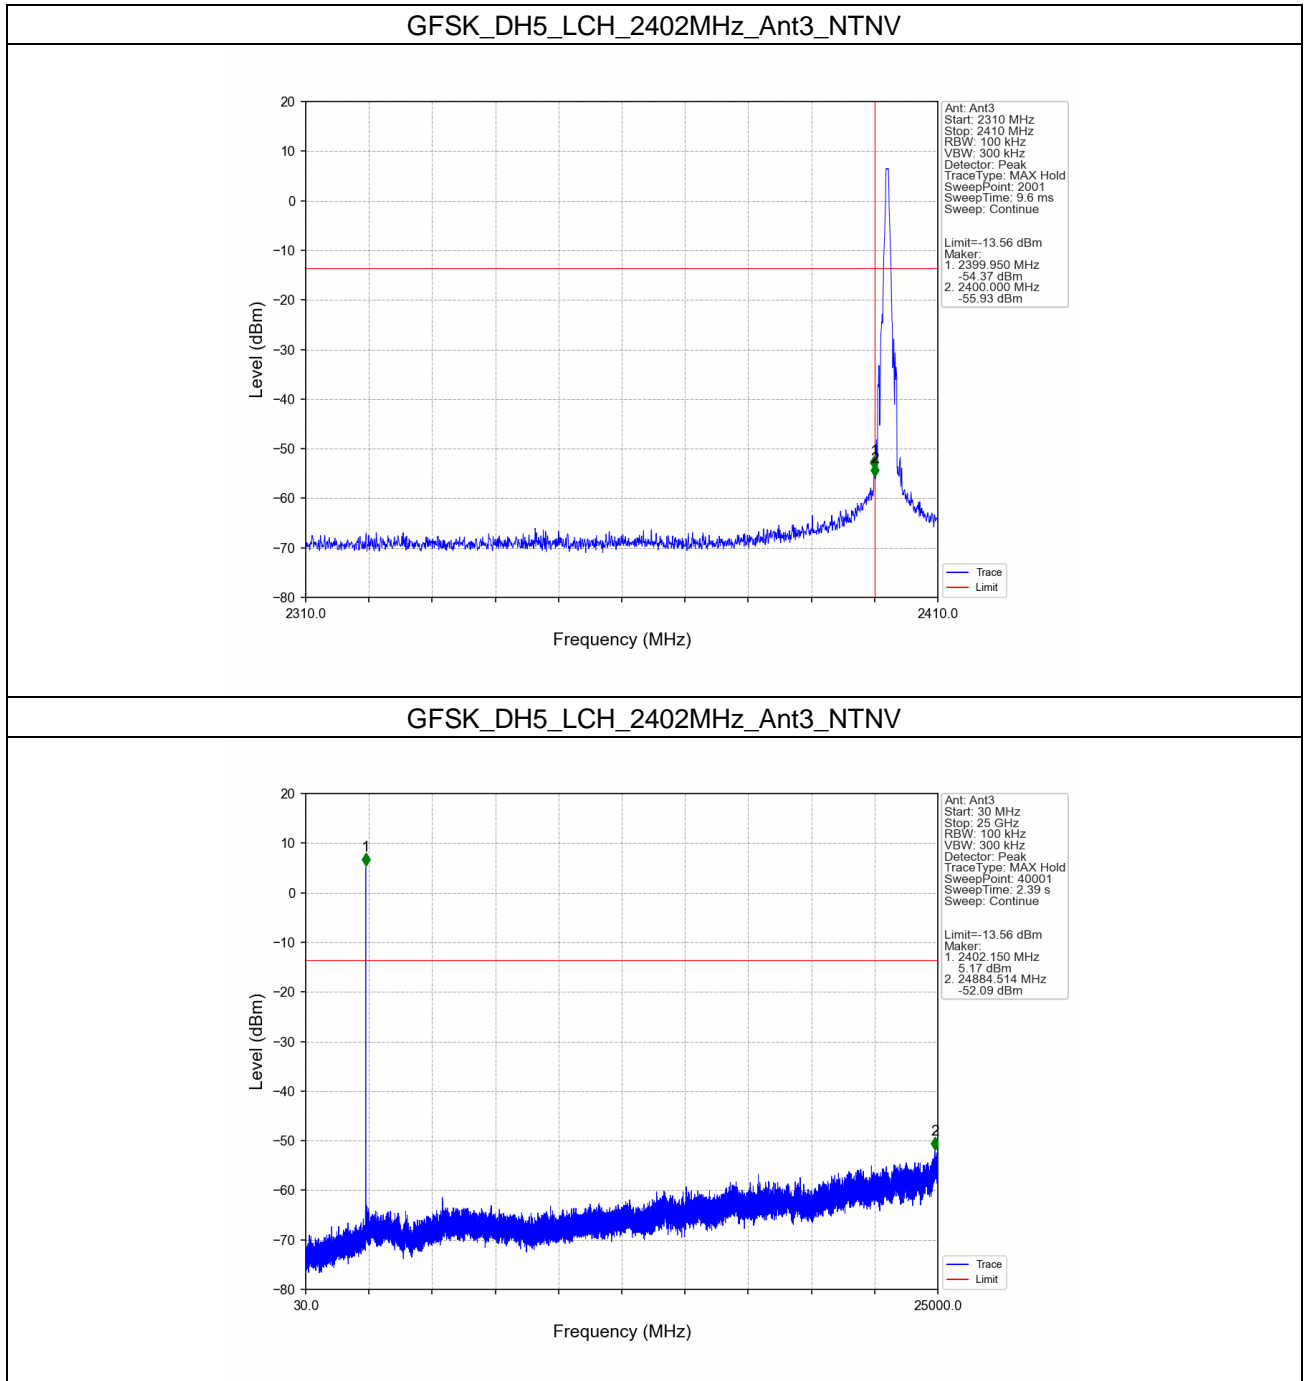 GFSK_DH5_LCH_2402MHz_Ant3_NTNV
20
10
0
−10
−20
−30
−40
−50
−60
−70
−80
Level (dBm)
2310.0
2410.0
Frequency (MHz)
1
2
Ant: Ant3
Start: 2310 MHz
Stop: 2410 MHz
RBW: 100 kHz
VBW: 300 kHz
Detector: Peak
TraceType: MAX Hold
SweepPoint: 2001
SweepTime: 9.6 ms
Sweep: Continue
Limit=-13.56 dBm
Maker:
1. 2399.950 MHz
-54.37 dBm
2. 2400.000 MHz
-55.93 dBm
Trace
Limit
GFSK_DH5_LCH_2402MHz_Ant3_NTNV
20
10
0
−10
−20
−30
−40
−50
−60
−70
−80
Level (dBm)
30.0
25000.0
Frequency (MHz)
1
2
Ant: Ant3
Start: 30 MHz
Stop: 25 GHz
RBW: 100 kHz
VBW: 300 kHz
Detector: Peak
TraceType: MAX Hold
SweepPoint: 40001
SweepTime: 2.39 s
Sweep: Continue
Limit=-13.56 dBm
Maker:
1. 2402.150 MHz
5.17 dBm
2. 24884.514 MHz
-52.09 dBm
Trace
Limit